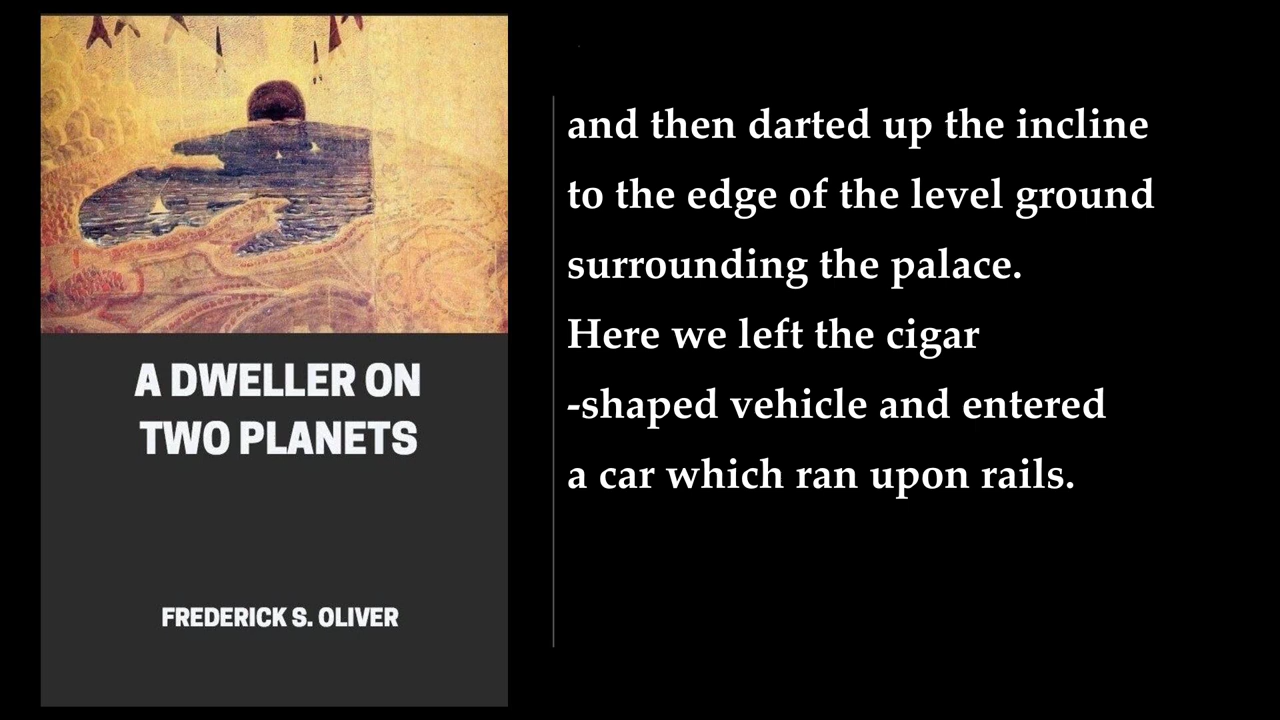 A DWELLER ON
TWO PLANETS
FREDERICK S. OLIVER
and then darted up the incline
to the edge of the level ground
surrounding the palace.
Here we left the cigar
-shaped vehicle and entered
a car which ran upon rails.